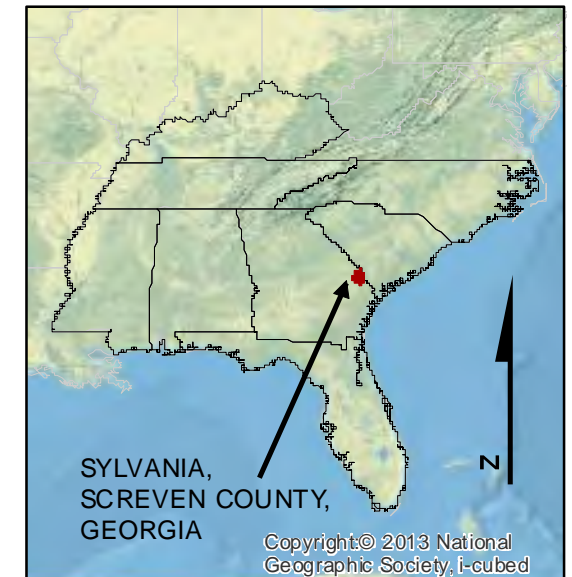 SYLVANIA,
SCREVEN COUNTY,
GEORGIA
N
Copyright:© 2013 National
Geographic Society, i-cubed